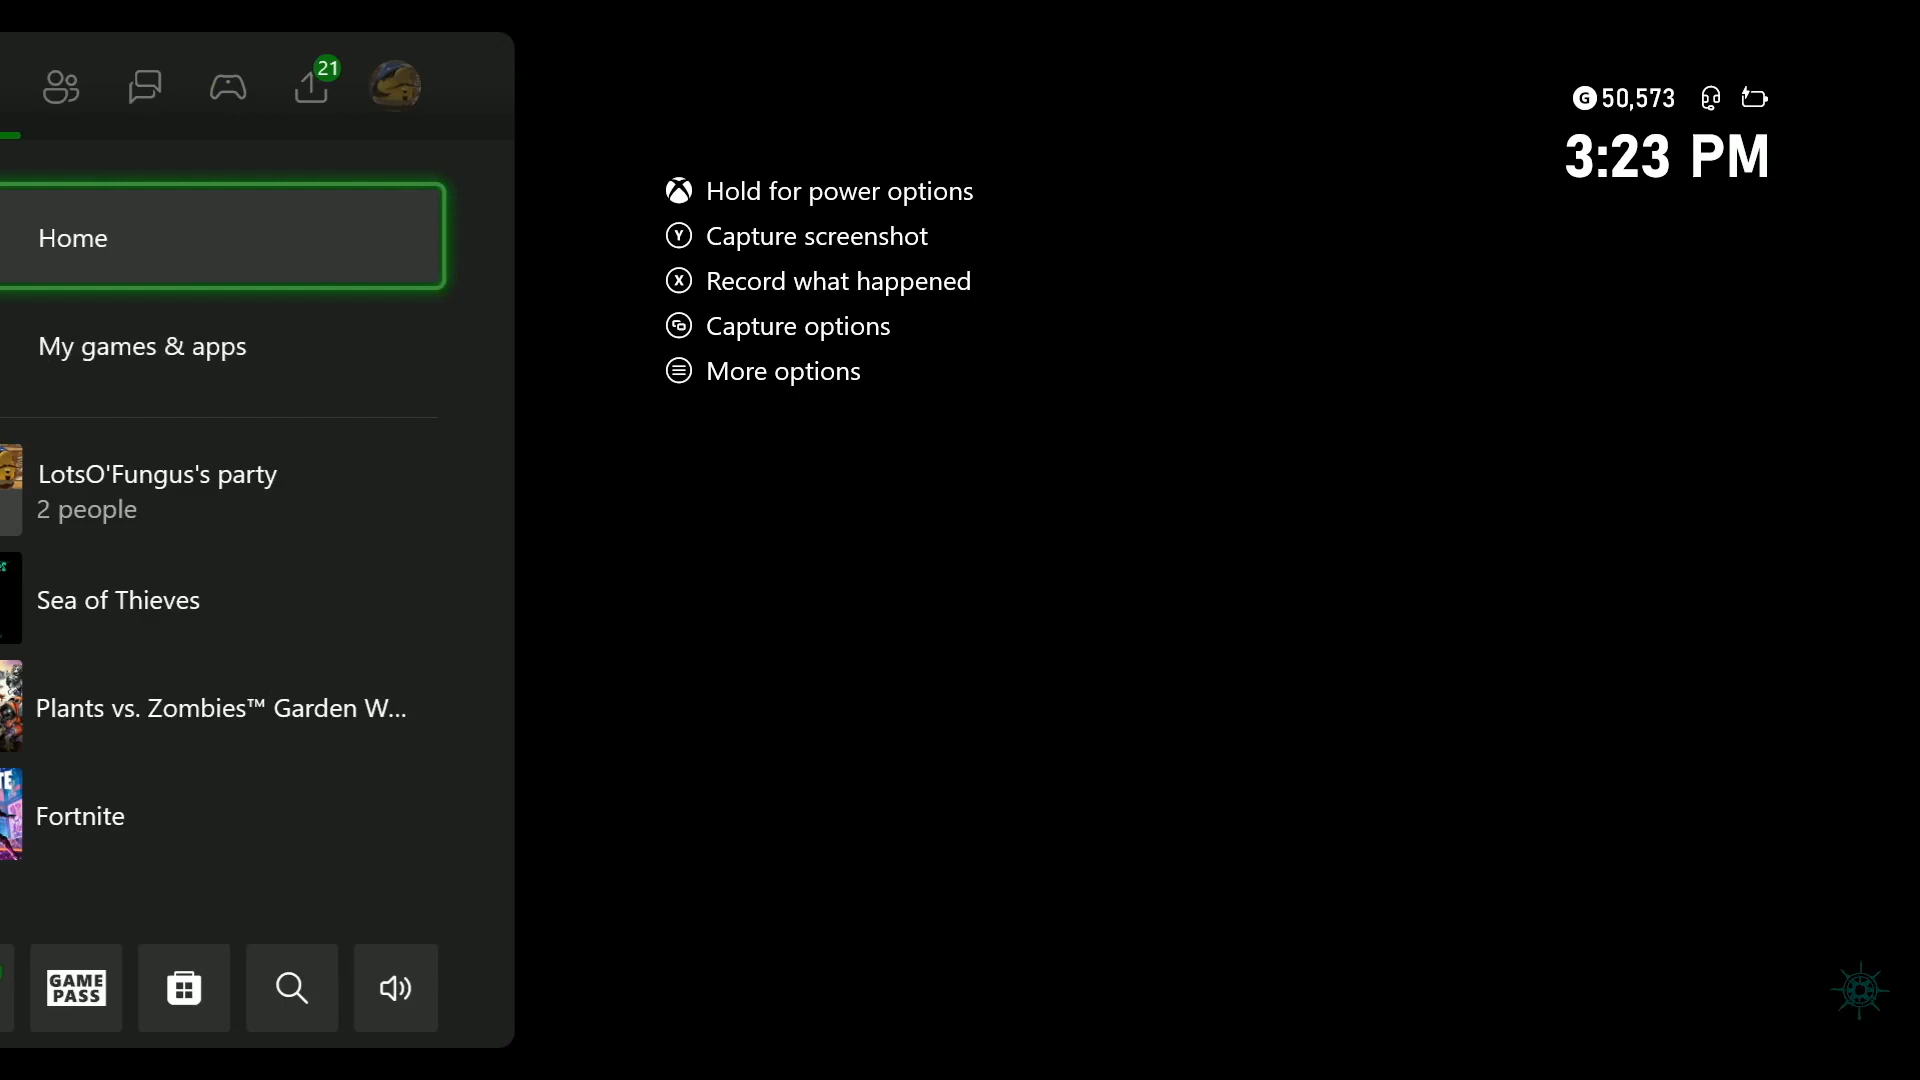 21
Home
My games & apps
LotsO'Fungus's party
2 people
Sea of Thieves
Plants vs. Zombies™ Garden W...
Fortnite
GAME
PASS
Hold for power options
Y Capture screenshot
X Record what happened
Capture options
More options
G 50,573
3:23 PM